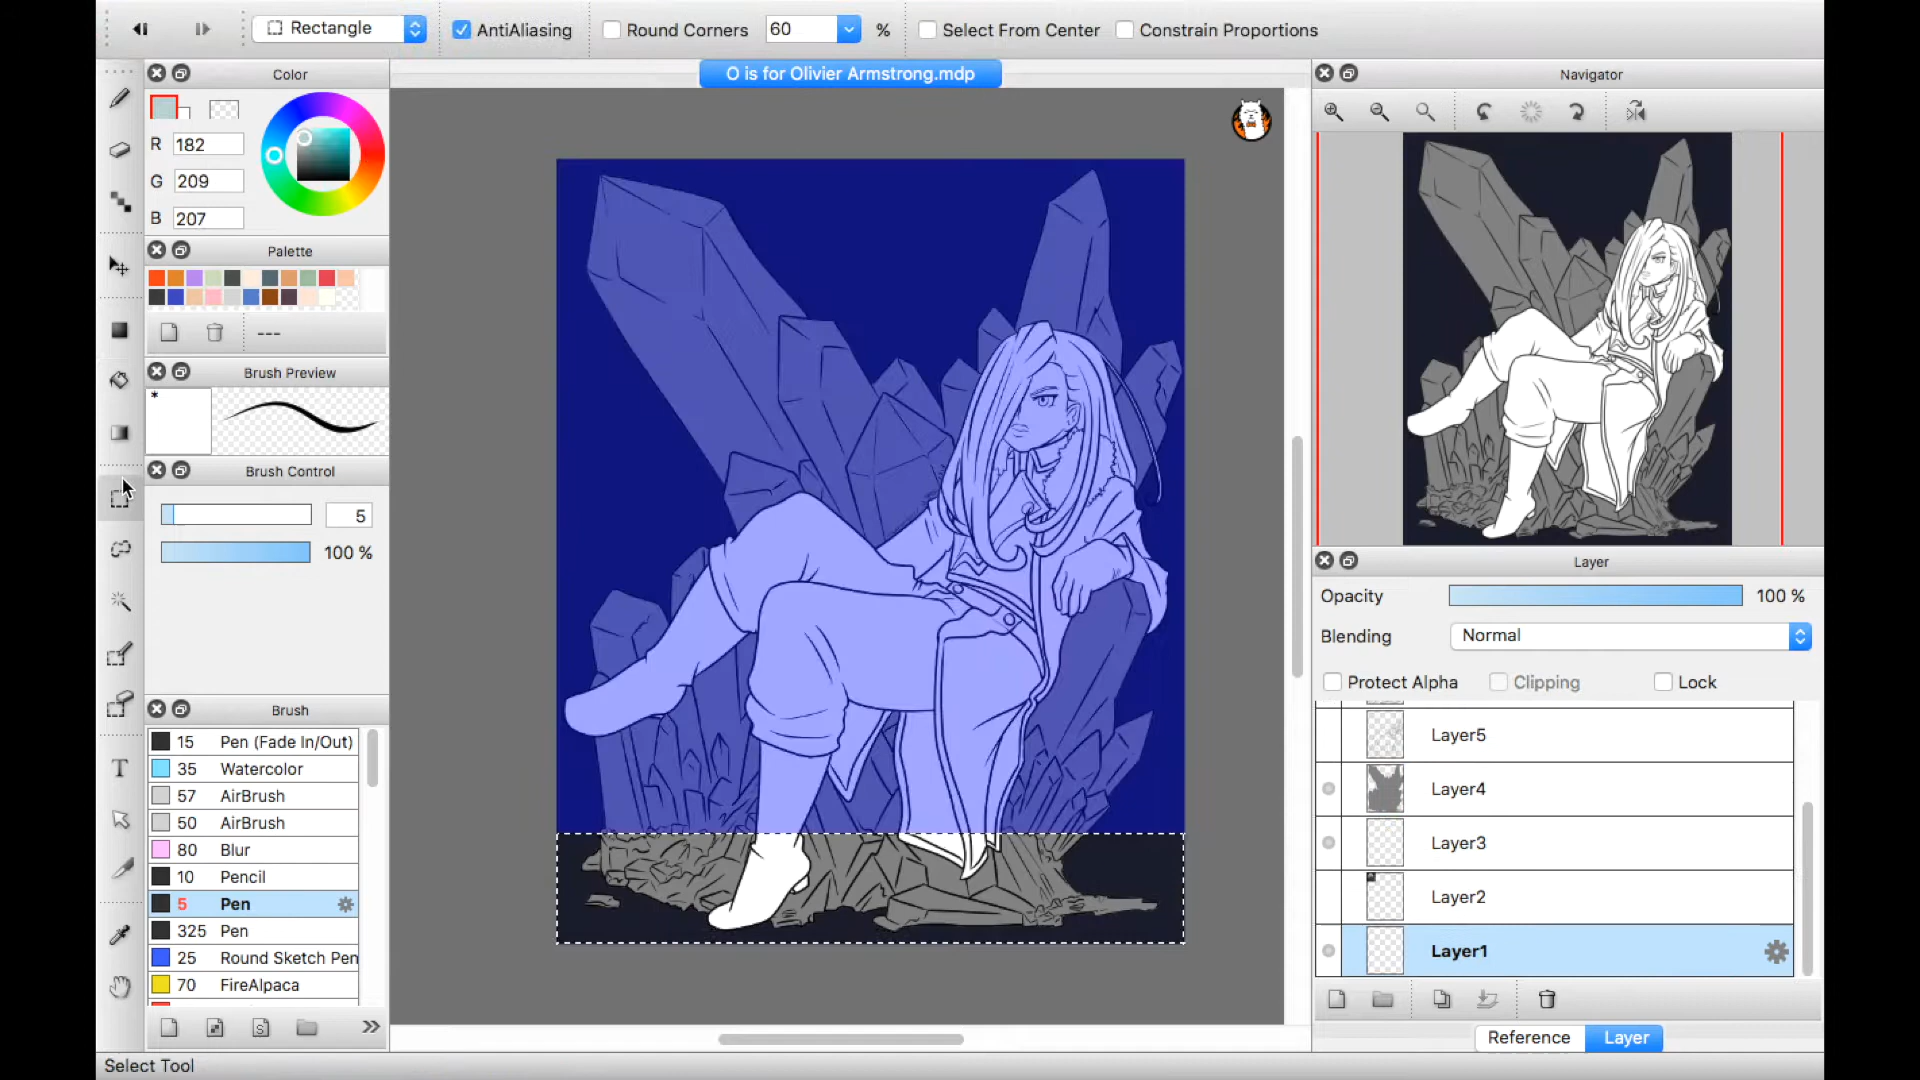 Rectangle AntiAliasing Round Corners 60 % Select From Center Constrain Proportions
O is for Olivier Armstrong.mdp
Color
R 182
G 209
B 207
Palette
---
Brush Preview
*
Brush Control
5
100 %
Brush
15 Pen (Fade In/Out)
35 Watercolor
57 AirBrush
50 AirBrush
80 Blur
10 Pencil
5 Pen
325 Pen
25 Round Sketch Pen
70 FireAlpaca
Select Tool
T
Navigator
Layer
Opacity 100 %
Blending Normal
Protect Alpha Clipping Lock
Layer5
Layer4
Layer3
Layer2
Layer1
Reference Layer